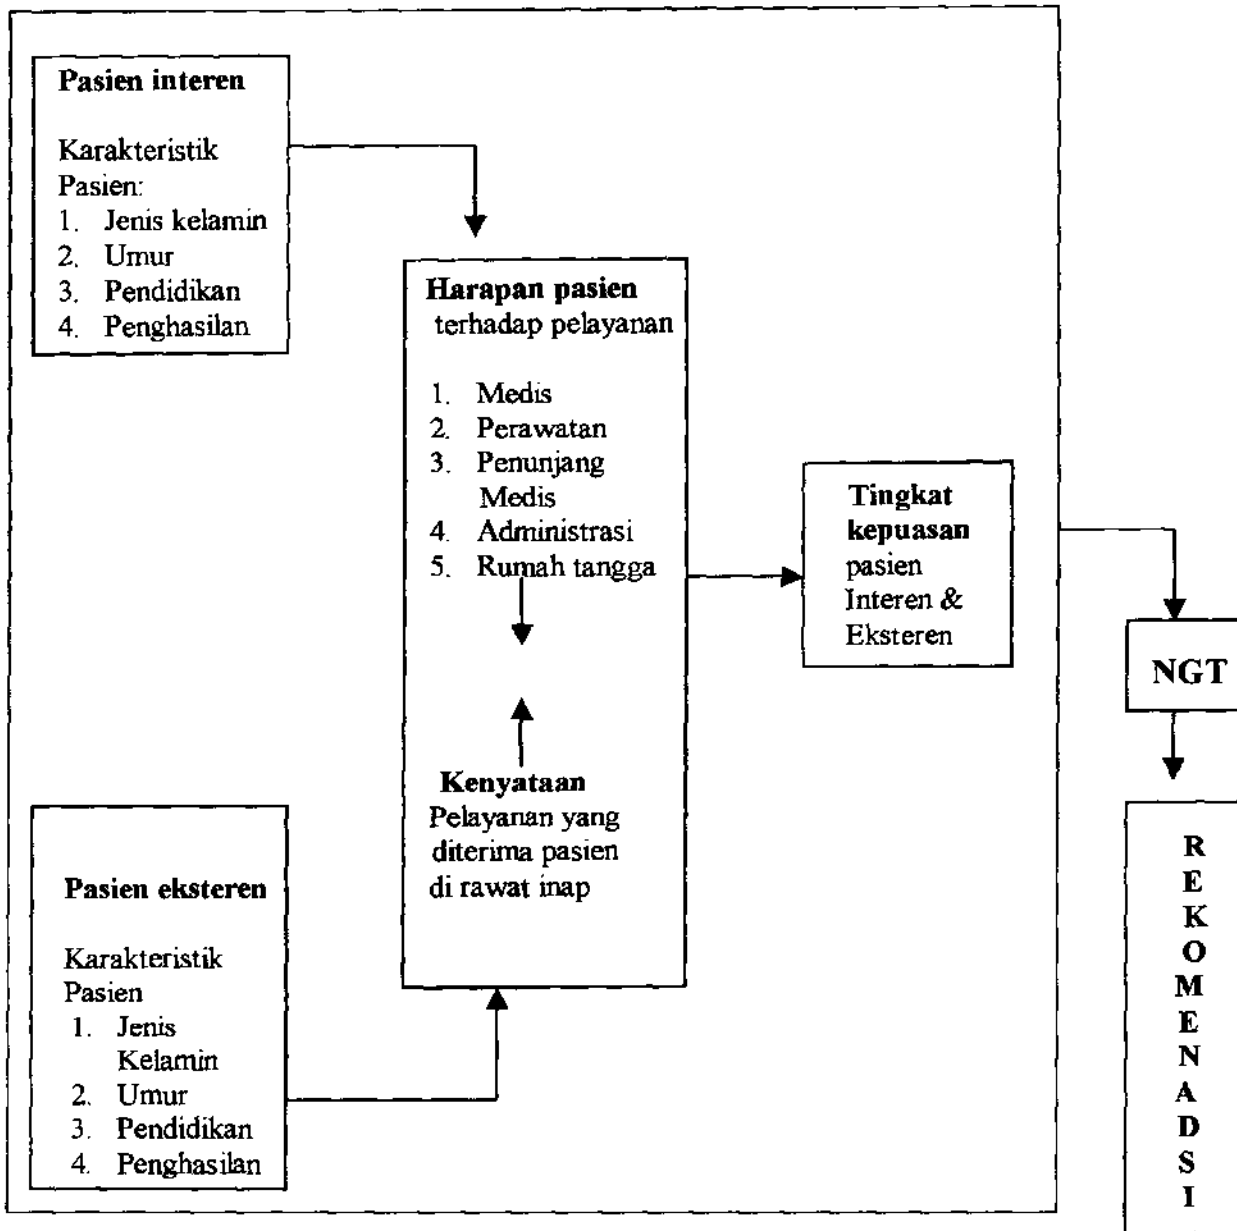 Pasien interen
Karakteristik
Pasien:
1. Jenis kelamin
2. Umur
3. Pendidikan
4. Penghasilan
Harapan pasien
terhadap pelayanan
1. Medis
2. Perawatan
3. Penunjang
Medis
4. Administrasi
5. Rumah tangga
Kenyataan
Pelayanan yang
diterima pasien
di rawat inap
Tingkat
kepuasan
pasien
Interen &
Eksteren
Pasien eksteren
Karakteristik
Pasien
1. Jenis
Kelamin
2. Umur
3. Pendidikan
4. Penghasilan
NGT
R
E
K
O
M
E
N
A
D
S
I